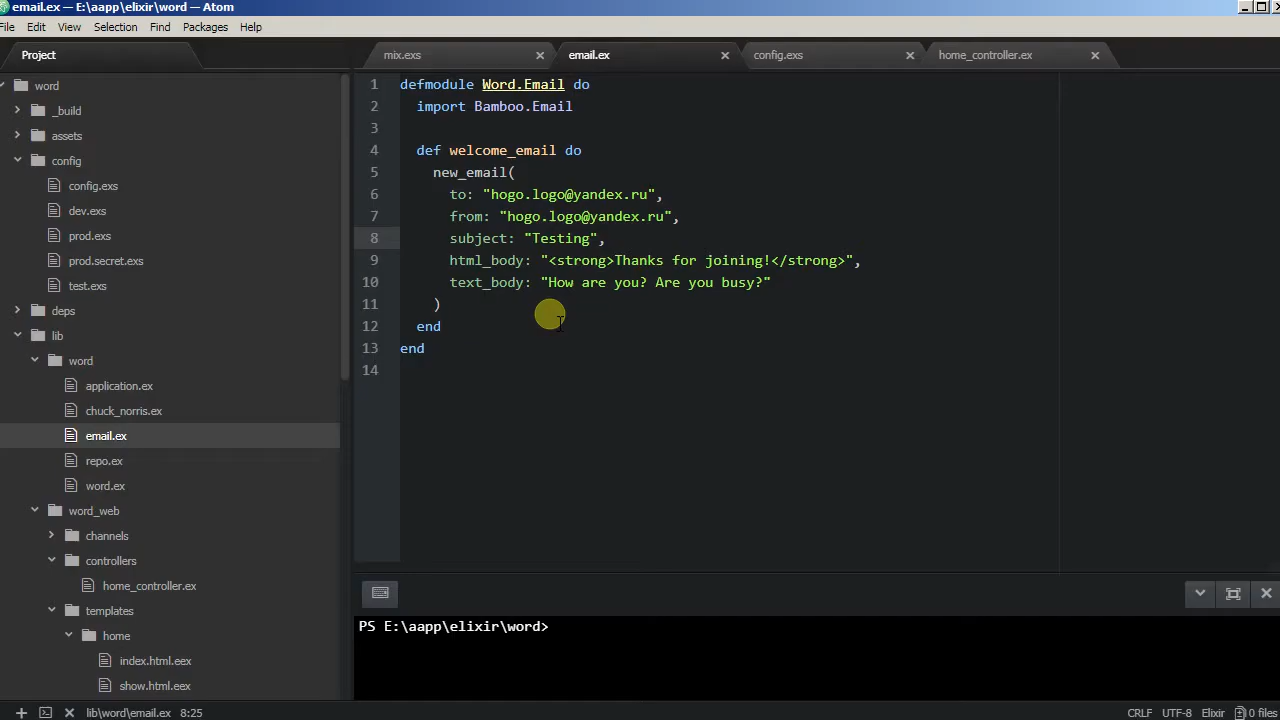 email.ex — E:\aapp\elixir\word — Atom
File Edit View Selection Find Packages Help
Project
mix.exs
email.ex
config.exs
home_controller.ex
word
_build
assets
config
config.exs
dev.exs
prod.exs
prod.secret.exs
test.exs
deps
lib
word
application.ex
chuck_norris.ex
email.ex
repo.ex
word.ex
word_web
channels
controllers
home_controller.ex
templates
home
index.html.eex
show.html.eex
1 defmodule Word.Email do
2 import Bamboo.Email
3
4 def welcome_email do
5 new_email(
6 to: "hogo.logo@yandex.ru",
7 from: "hogo.logo@yandex.ru",
8 subject: "Testing",
9 html_body: "<strong>Thanks for joining!</strong>",
10 text_body: "How are you? Are you busy?"
11 )
12 end
13 end
14
PS E:\aapp\elixir\word>
lib\word\email.ex 8:25
CRLF UTF-8 Elixir 0 files